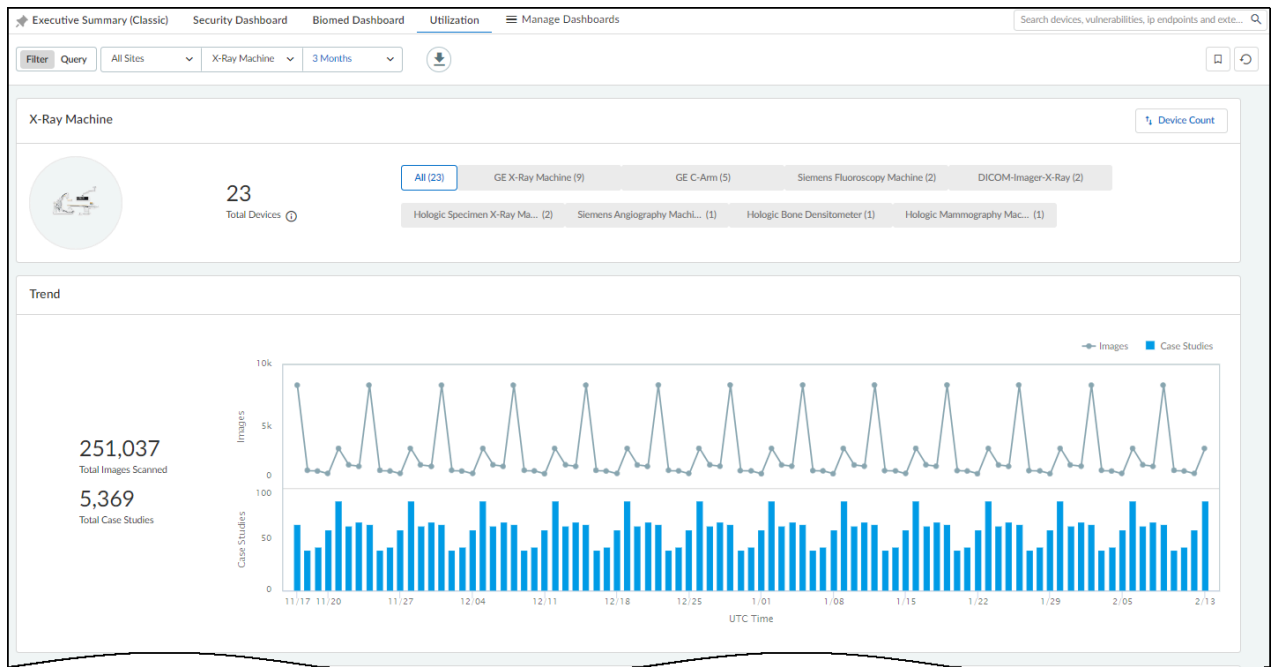 Executive Summary (Classic) Security Dashboard Biomed Dashboard Utilization Manage Dashboards Search devices, vulnerabilities, ip endpoints and exte...
Filter Query All Sites X-Ray Machine 3 Months
X-Ray Machine Device Count
All (23) GE X-Ray Machine (9) GE C-Arm (5) Siemens Fluoroscopy Machine (2) DICOM-Imager-X-Ray (2)
23
Total Devices
Hologic Specimen X-Ray Ma... (2) Siemens Angiography Machi... (1) Hologic Bone Densitometer (1) Hologic Mammography Mac... (1)
Trend
Images Case Studies
10k
Images
5k
0
251,037
Total Images Scanned
5,369
Total Case Studies
100
Case Studies
50
0
11/17 11/20 11/27 12/04 12/11 12/18 12/25 1/01 1/08 1/15 1/22 1/29 2/05 2/13
UTC Time